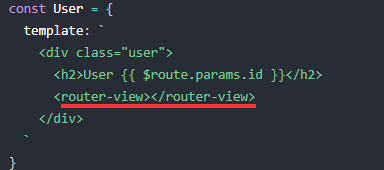 const User = {
template: `
<div class="user">
<h2>User {{ $route.params.id }}</h2>
<router-view></router-view>
</div>
`
}